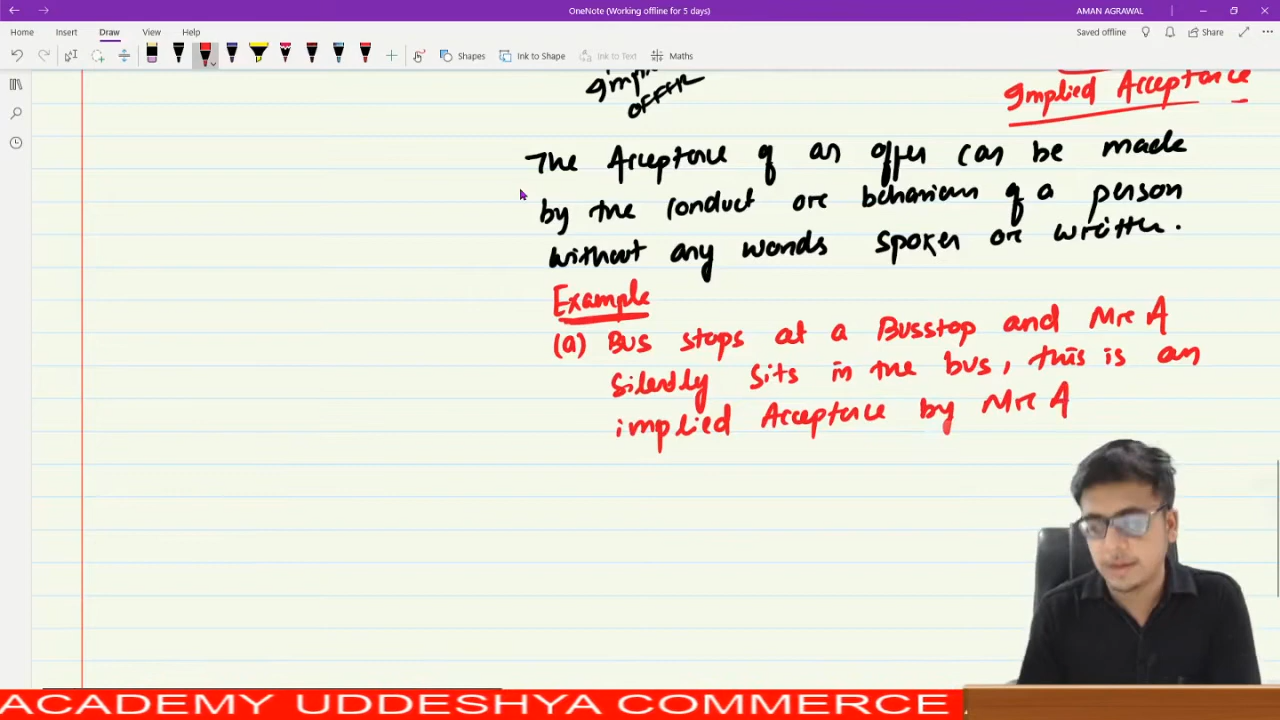 OneNote (Working offline for 5 days)
AMAN AGRAWAL
Home Insert Draw View Help
Saved offline
Share
Shapes
Ink to Shape
Ink to Text
Maths
OFFER
Implied Acceptance
The Acceptance of an offer can be made
by the conduct or behaviour of a person
without any words spoken or written.
Example
(a) Bus stops at a Busstop and Mr A
Silently Sits in the bus, this is an
implied Acceptance by Mr A
ACADEMY UDDESHYA COMMERCE